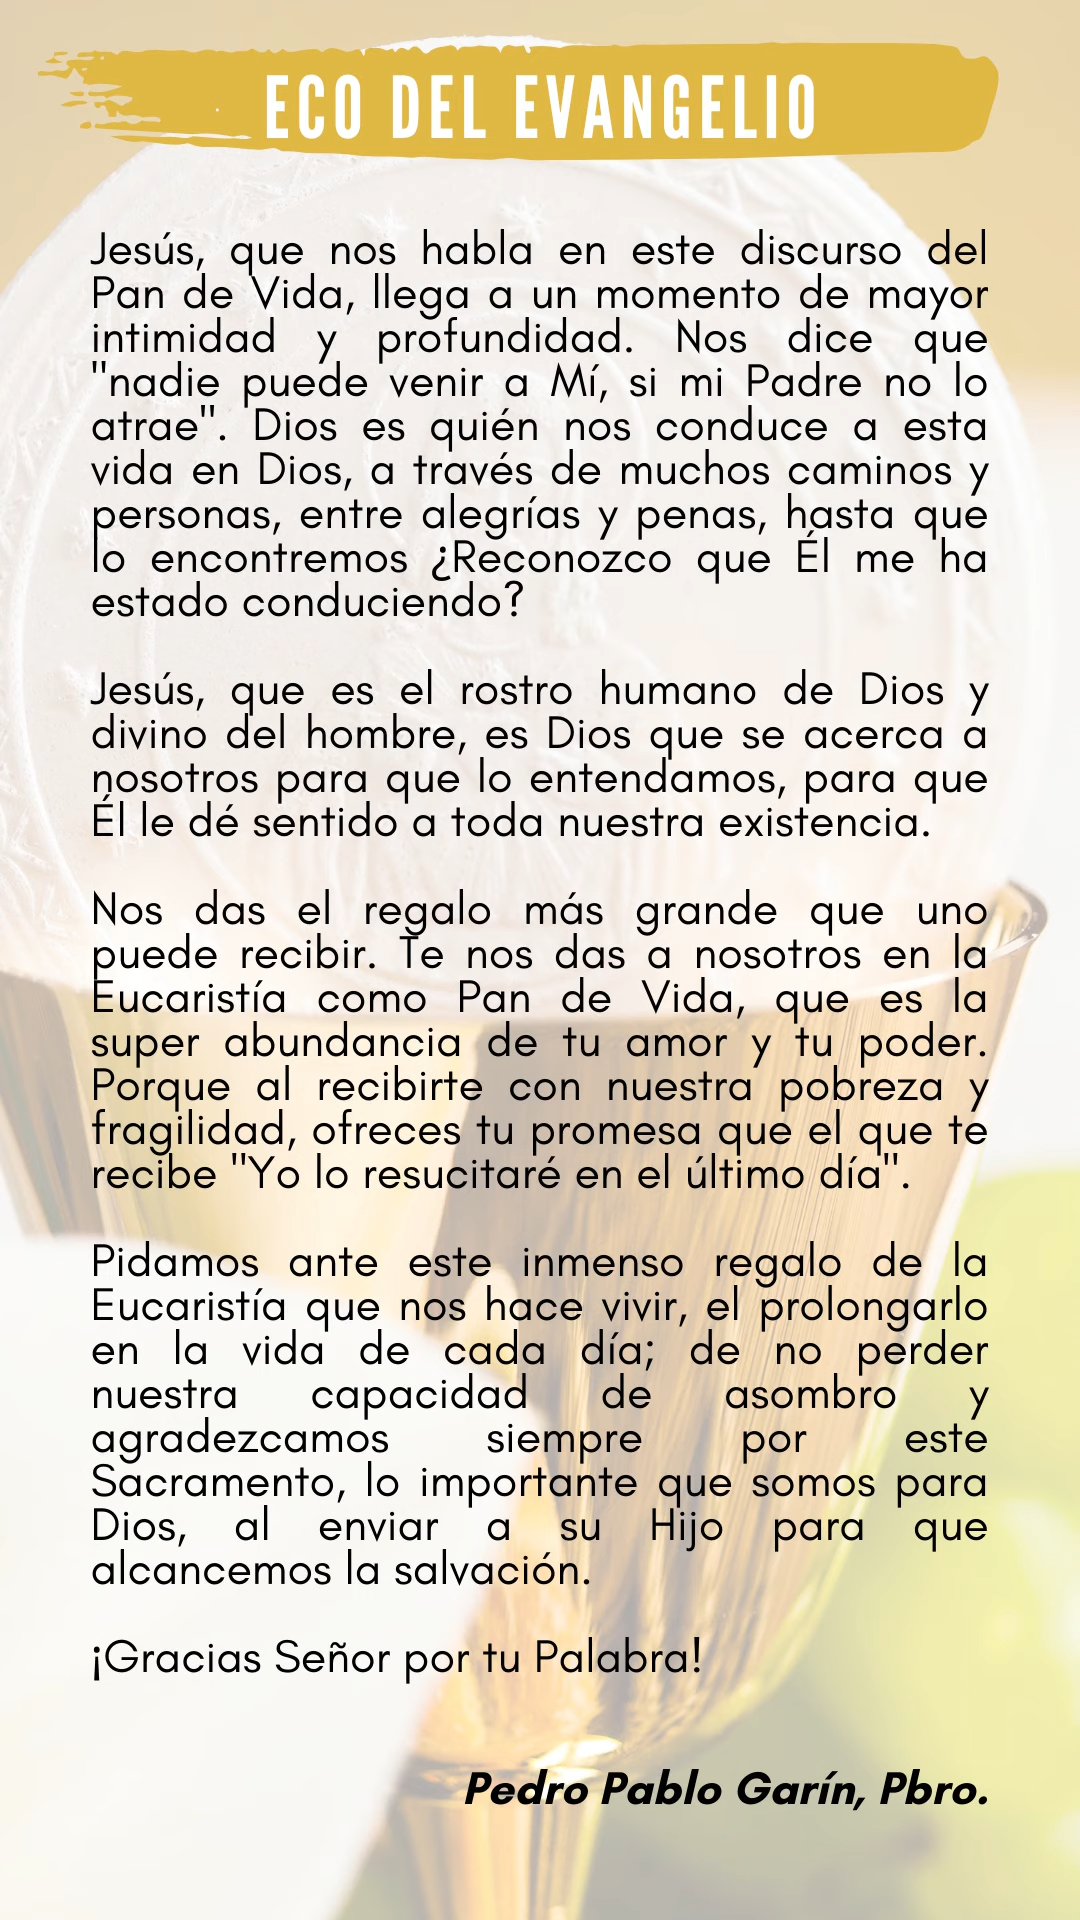 ECO DEL EVANGELIO
Jesús, que nos habla en este discurso del
Pan de Vida, llega a un momento de mayor
intimidad y profundidad. Nos dice que
"nadie puede venir a Mí, si mi Padre no lo
atrae". Dios es quién nos conduce a esta
vida en Dios, a través de muchos caminos y
personas, entre alegrías y penas, hasta que
lo encontremos ¿Reconozco que Él me ha
estado conduciendo?
Jesús, que es el rostro humano de Dios y
divino del hombre, es Dios que se acerca a
nosotros para que lo entendamos, para que
Él le dé sentido a toda nuestra existencia.
Nos das el regalo más grande que uno
puede recibir. Te nos das a nosotros en la
Eucaristía como Pan de Vida, que es la
super abundancia de tu amor y tu poder.
Porque al recibirte con nuestra pobreza y
fragilidad, ofreces tu promesa que el que te
recibe "Yo lo resucitaré en el último día".
Pidamos ante este inmenso regalo de la
Eucaristía que nos hace vivir, el prolongarlo
en la vida de cada día; de no perder
nuestra capacidad de asombro y
agradezcamos siempre por este
Sacramento, lo importante que somos para
Dios, al enviar a su Hijo para que
alcancemos la salvación.
¡Gracias Señor por tu Palabra!
Pedro Pablo Garín, Pbro.